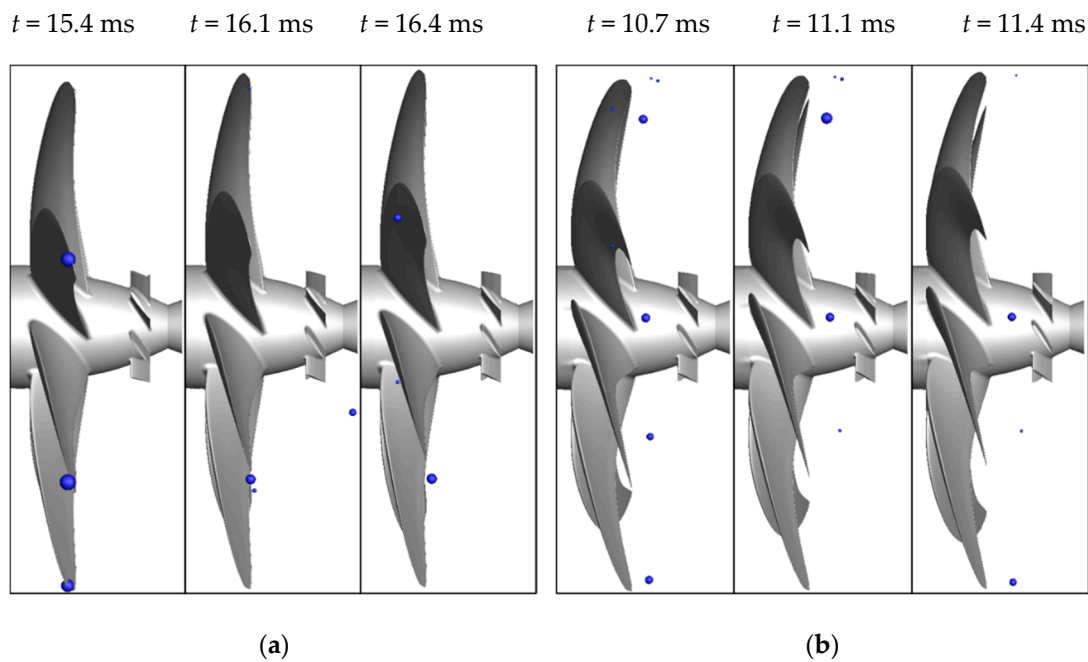 t = 15.4 ms t = 16.1 ms t = 16.4 ms t = 10.7 ms t = 11.1 ms t = 11.4 ms
(a) (b)